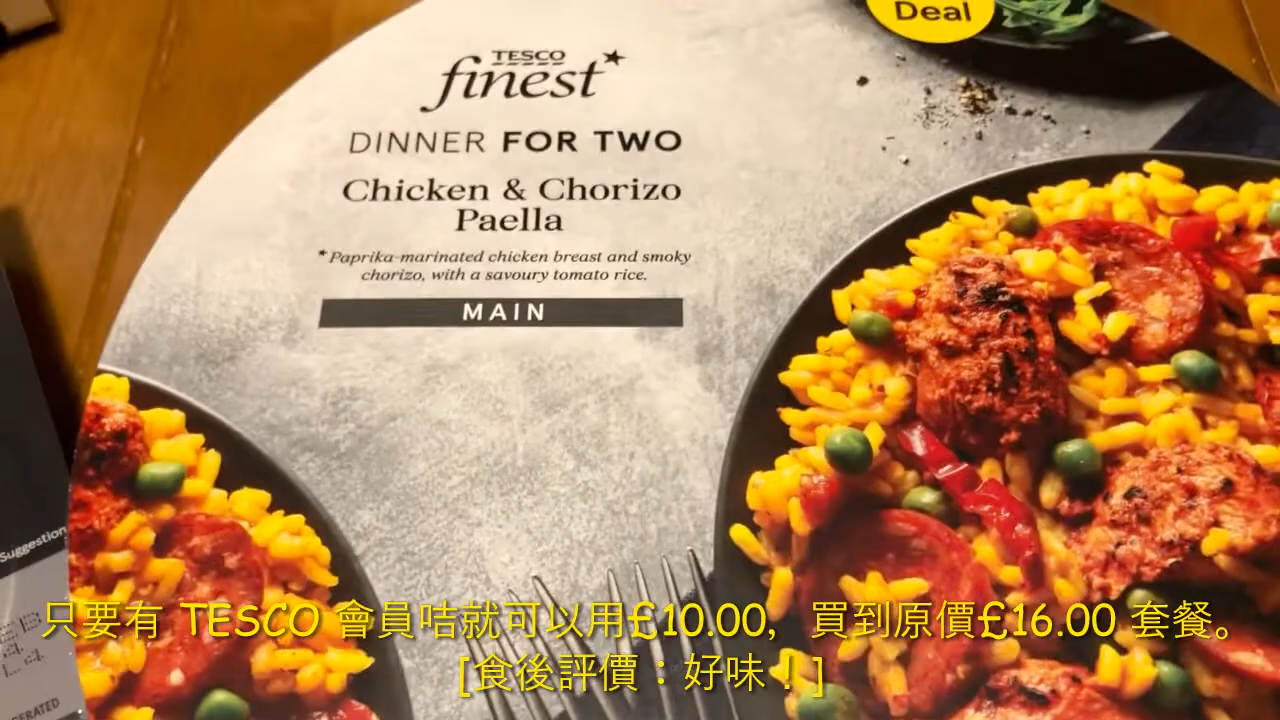 Deal
TESCO
finest*
DINNER FOR TWO
Chicken & Chorizo
Paella
*Paprika-marinated chicken breast and smoky
chorizo, with a savoury tomato rice.
MAIN
Suggestion
只要有 TESCO 會員咭就可以用£10.00, 買到原價£16.00 套餐。
[食後評價：好味！]